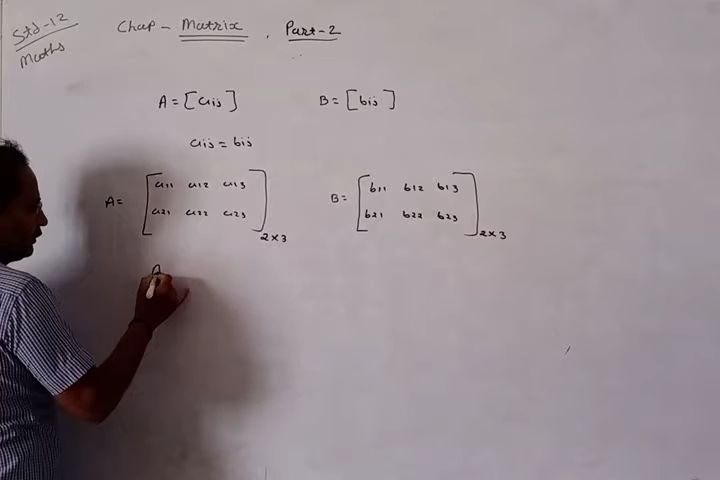 Std-12
Maths
Chap - Matrix , Part-2
A = [aij] B = [bij]
aij = bij
A = [a11 a12 a13 B = [b11 b12 b13
a21 a22 a23]2×3 b21 b22 b23]2×3
A